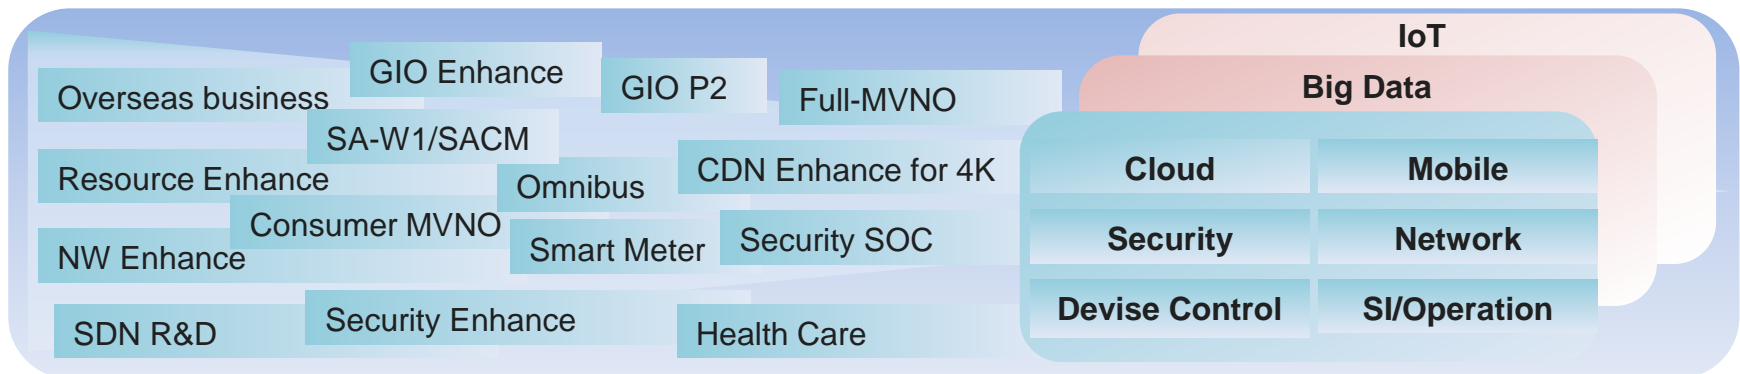 IoT
Big Data
GIO Enhance
GIO P2
Full-MVNO
Overseas business
SA-W1/SACM
Resource Enhance
Omnibus
CDN Enhance for 4K
Consumer MVNO
NW Enhance
Smart Meter
Security SOC
SDN R&D
Security Enhance
Health Care
Cloud
Mobile
Security
Network
Devise Control
SI/Operation